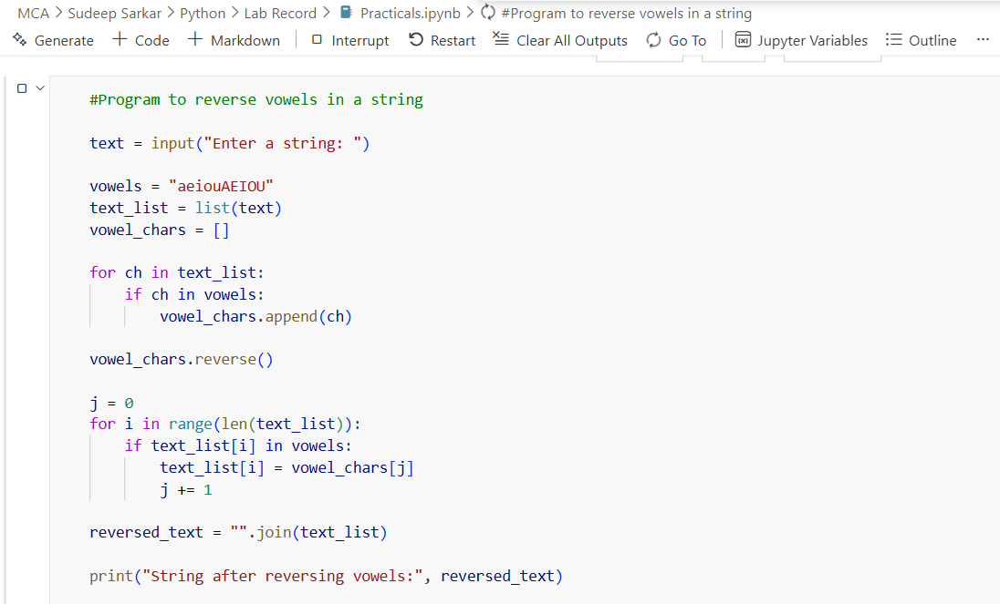 MCA > Sudeep Sarkar > Python > Lab Record > Practicals.ipynb > #Program to reverse vowels in a string
Generate + Code + Markdown | Interrupt Restart Clear All Outputs Go To | Jupyter Variables Outline ...
#Program to reverse vowels in a string
text = input("Enter a string: ")
vowels = "aeiouAEIOU"
text_list = list(text)
vowel_chars = []
for ch in text_list:
    if ch in vowels:
        vowel_chars.append(ch)
vowel_chars.reverse()
j = 0
for i in range(len(text_list)):
    if text_list[i] in vowels:
        text_list[i] = vowel_chars[j]
        j += 1
reversed_text = "".join(text_list)
print("String after reversing vowels:", reversed_text)